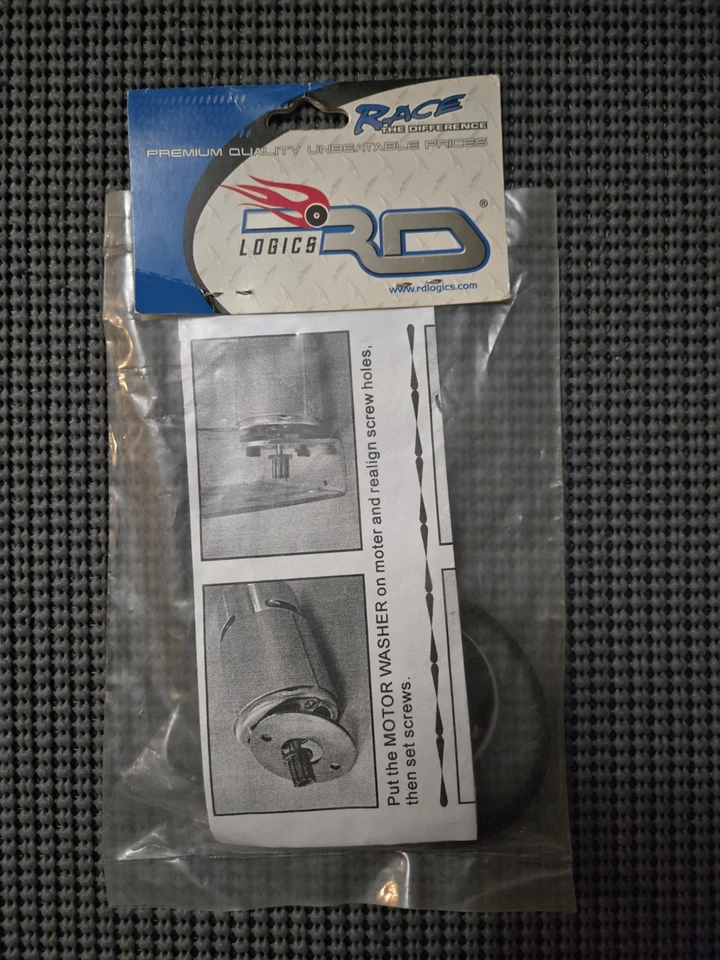 RACE
THE DIFFERENCE
PREMIUM QUALITY UNBEATABLE PRICES
RD
LOGICS
®
www.rdlogics.com
Put the MOTOR WASHER on moter and realign screw holes,
then set screws.